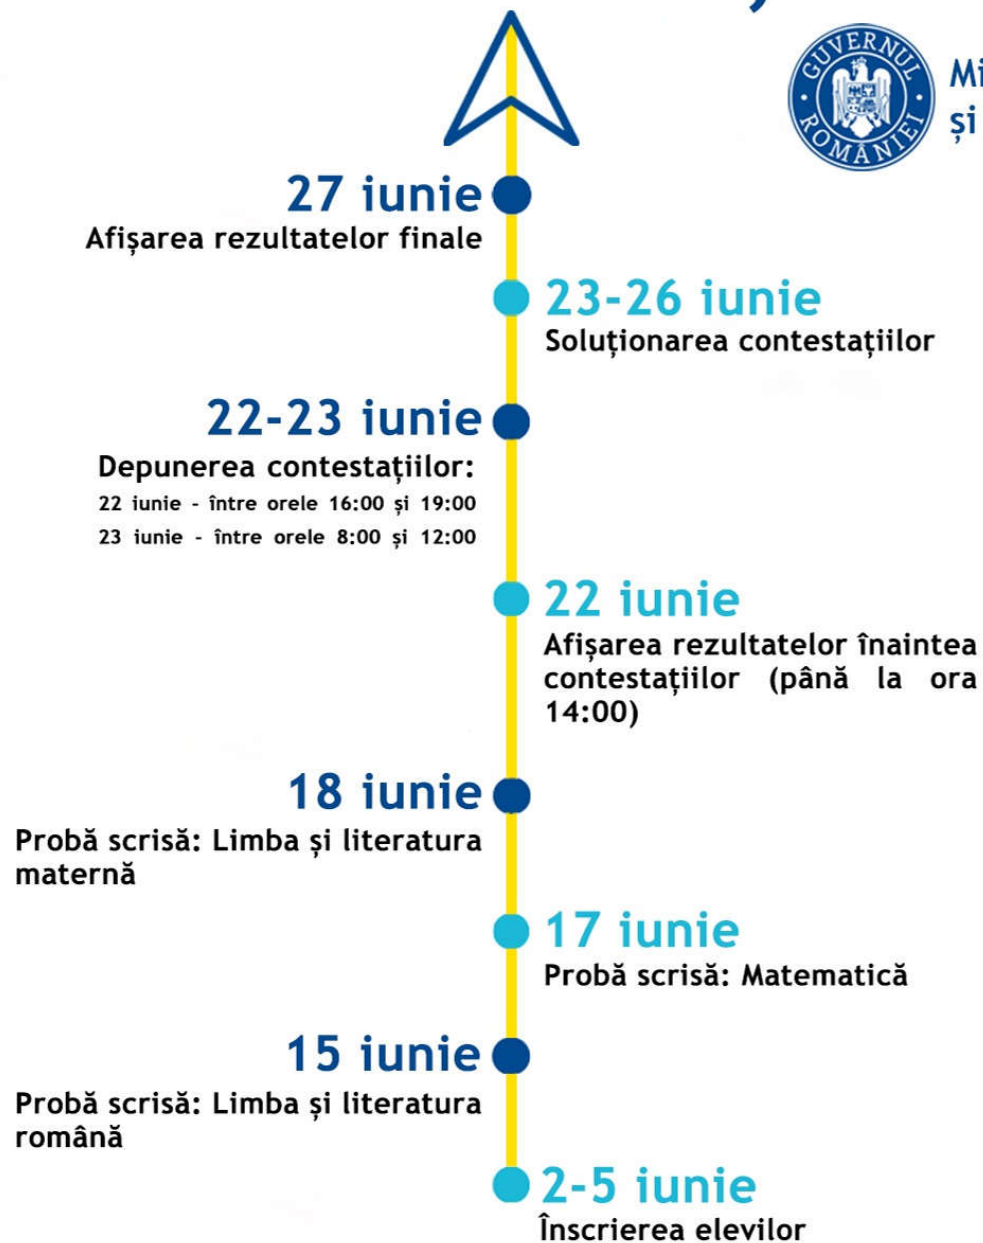 GUVERNUL ROMÂNIEI
Mi
și
27 iunie
Afișarea rezultatelor finale
23-26 iunie
Soluționarea contestațiilor
22-23 iunie
Depunerea contestațiilor:
22 iunie - între orele 16:00 și 19:00
23 iunie - între orele 8:00 și 12:00
22 iunie
Afișarea rezultatelor înaintea
contestațiilor (până la ora
14:00)
18 iunie
Probă scrisă: Limba și literatura
maternă
17 iunie
Probă scrisă: Matematică
15 iunie
Probă scrisă: Limba și literatura
română
2-5 iunie
Înscrierea elevilor